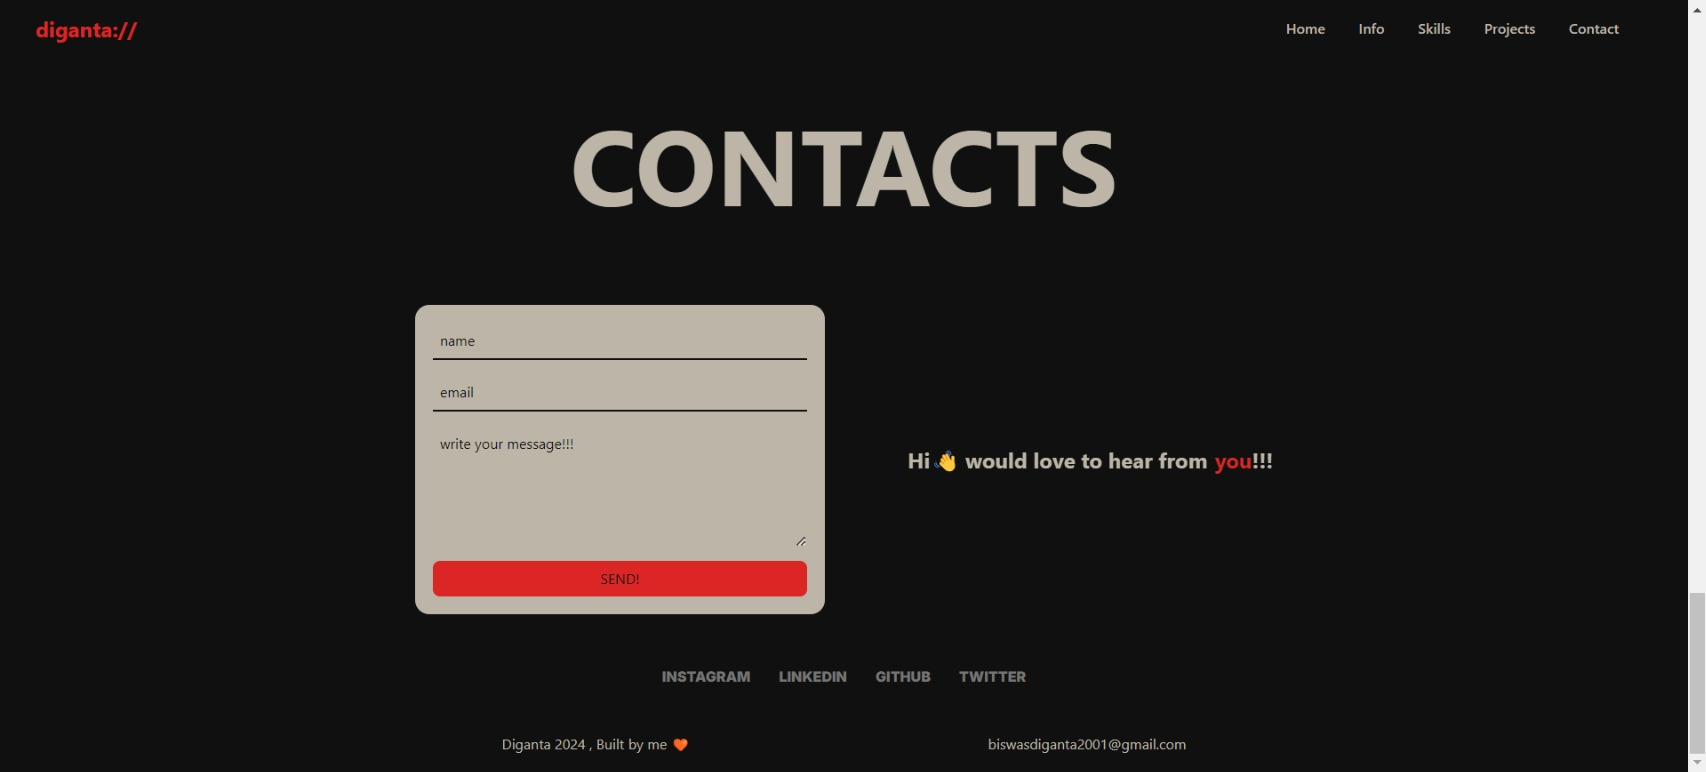 diganta://
Home Info Skills Projects Contact
CONTACTS
name
email
write your message!!!
SEND!
Hi👋 would love to hear from you!!!
INSTAGRAM LINKEDIN GITHUB TWITTER
Diganta 2024 , Built by me ❤️
biswasdiganta2001@gmail.com